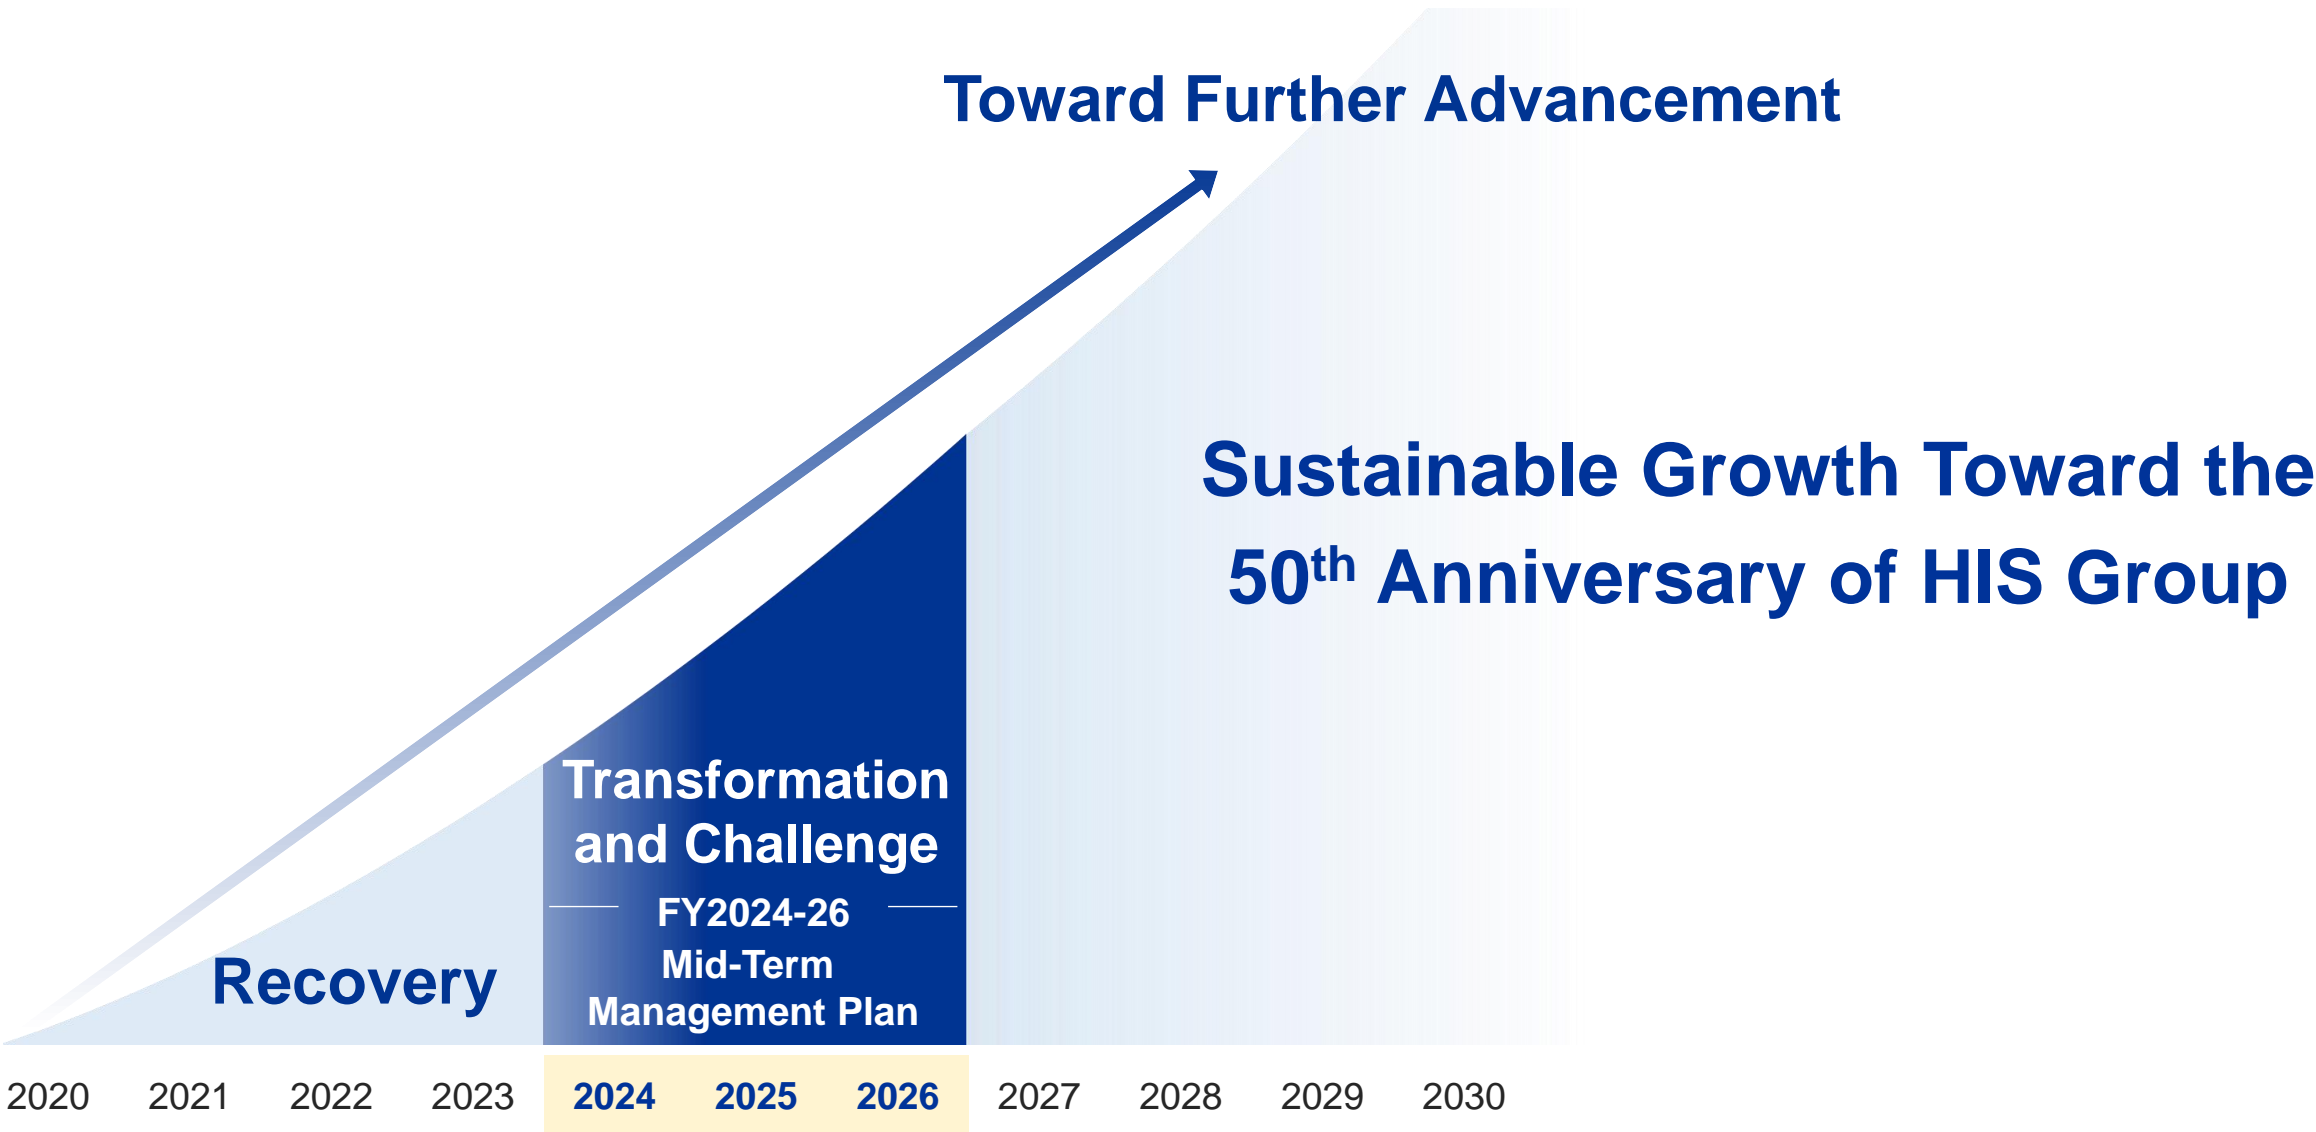 Toward Further Advancement
Sustainable Growth Toward the
50th Anniversary of HIS Group
Transformation
and Challenge
FY2024-26
Mid-Term
Management Plan
Recovery
2020 2021 2022 2023 2024 2025 2026 2027 2028 2029 2030